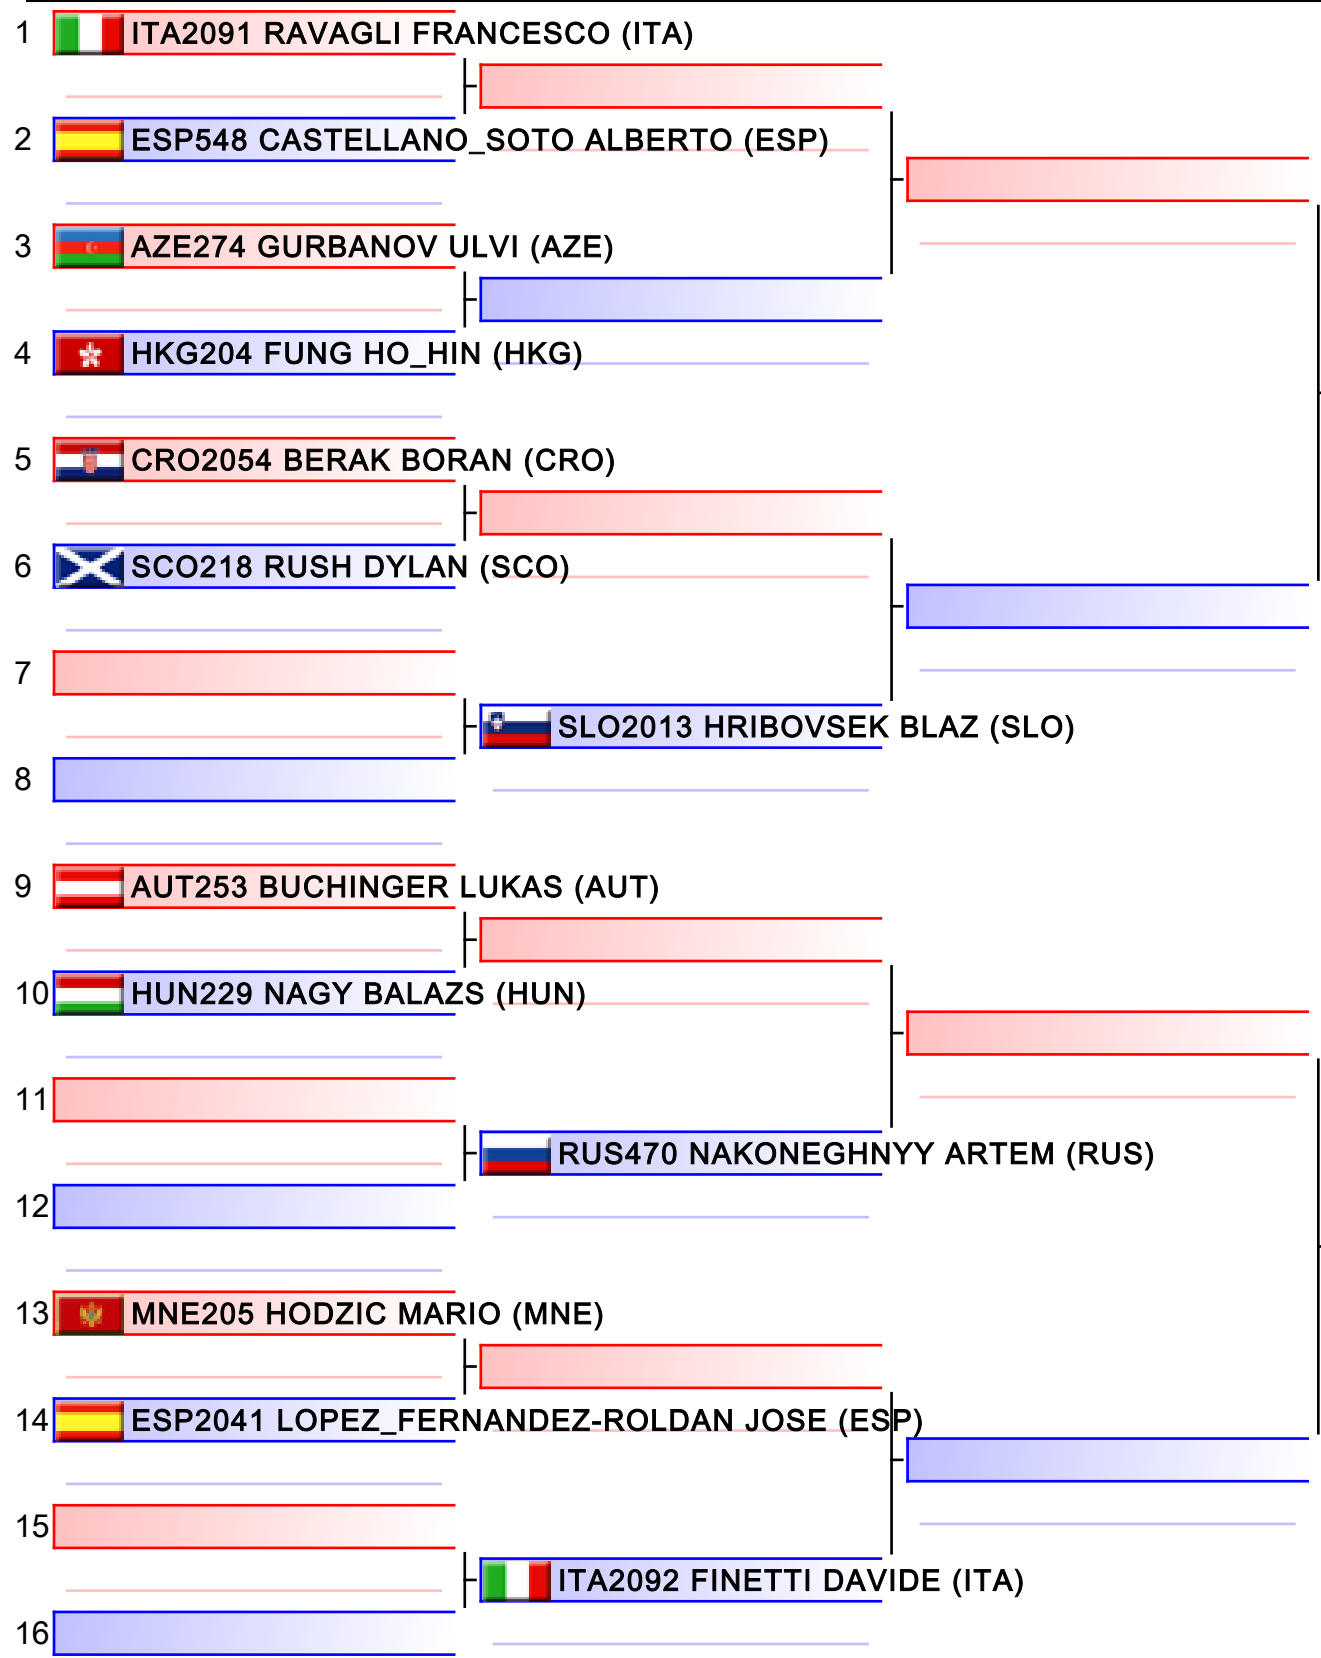 1 ITA2091 RAVAGLI FRANCESCO (ITA)
2 ESP548 CASTELLANO_SOTO ALBERTO (ESP)
3 AZE274 GURBANOV ULVI (AZE)
4 HKG204 FUNG HO_HIN (HKG)
5 CRO2054 BERAK BORAN (CRO)
6 SCO218 RUSH DYLAN (SCO)
7
SLO2013 HRIBOVSEK BLAZ (SLO)
8
9 AUT253 BUCHINGER LUKAS (AUT)
10 HUN229 NAGY BALAZS (HUN)
11
RUS470 NAKONEGHNYY ARTEM (RUS)
12
13 MNE205 HODZIC MARIO (MNE)
14 ESP2041 LOPEZ_FERNANDEZ-ROLDAN JOSE (ESP)
15
ITA2092 FINETTI DAVIDE (ITA)
16